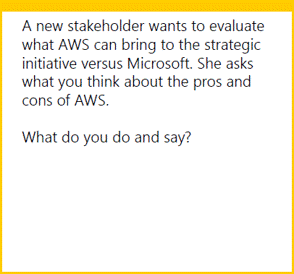 A new stakeholder wants to evaluate
what AWS can bring to the strategic
initiative versus Microsoft. She asks
what you think about the pros and
cons of AWS.
What do you do and say?